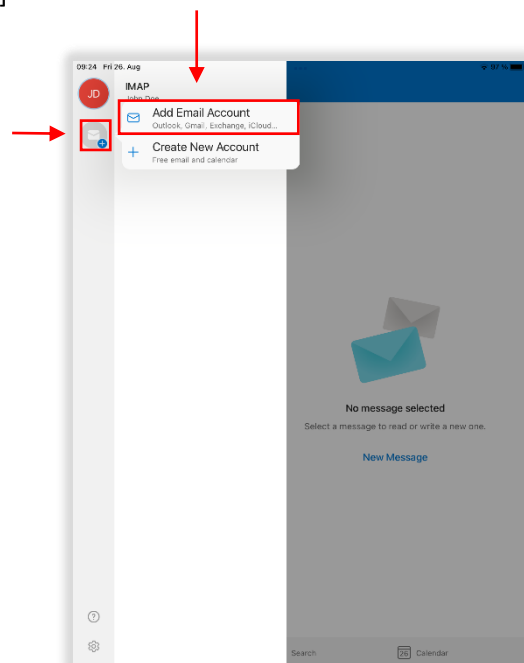 09:24 Fri 26. Aug
97 %
JD
IMAP
John Doe
Add Email Account
Outlook, Gmail, Exchange, iCloud...
Create New Account
Free email and calendar
No message selected
Select a message to read or write a new one.
New Message
?
Search
26 Calendar